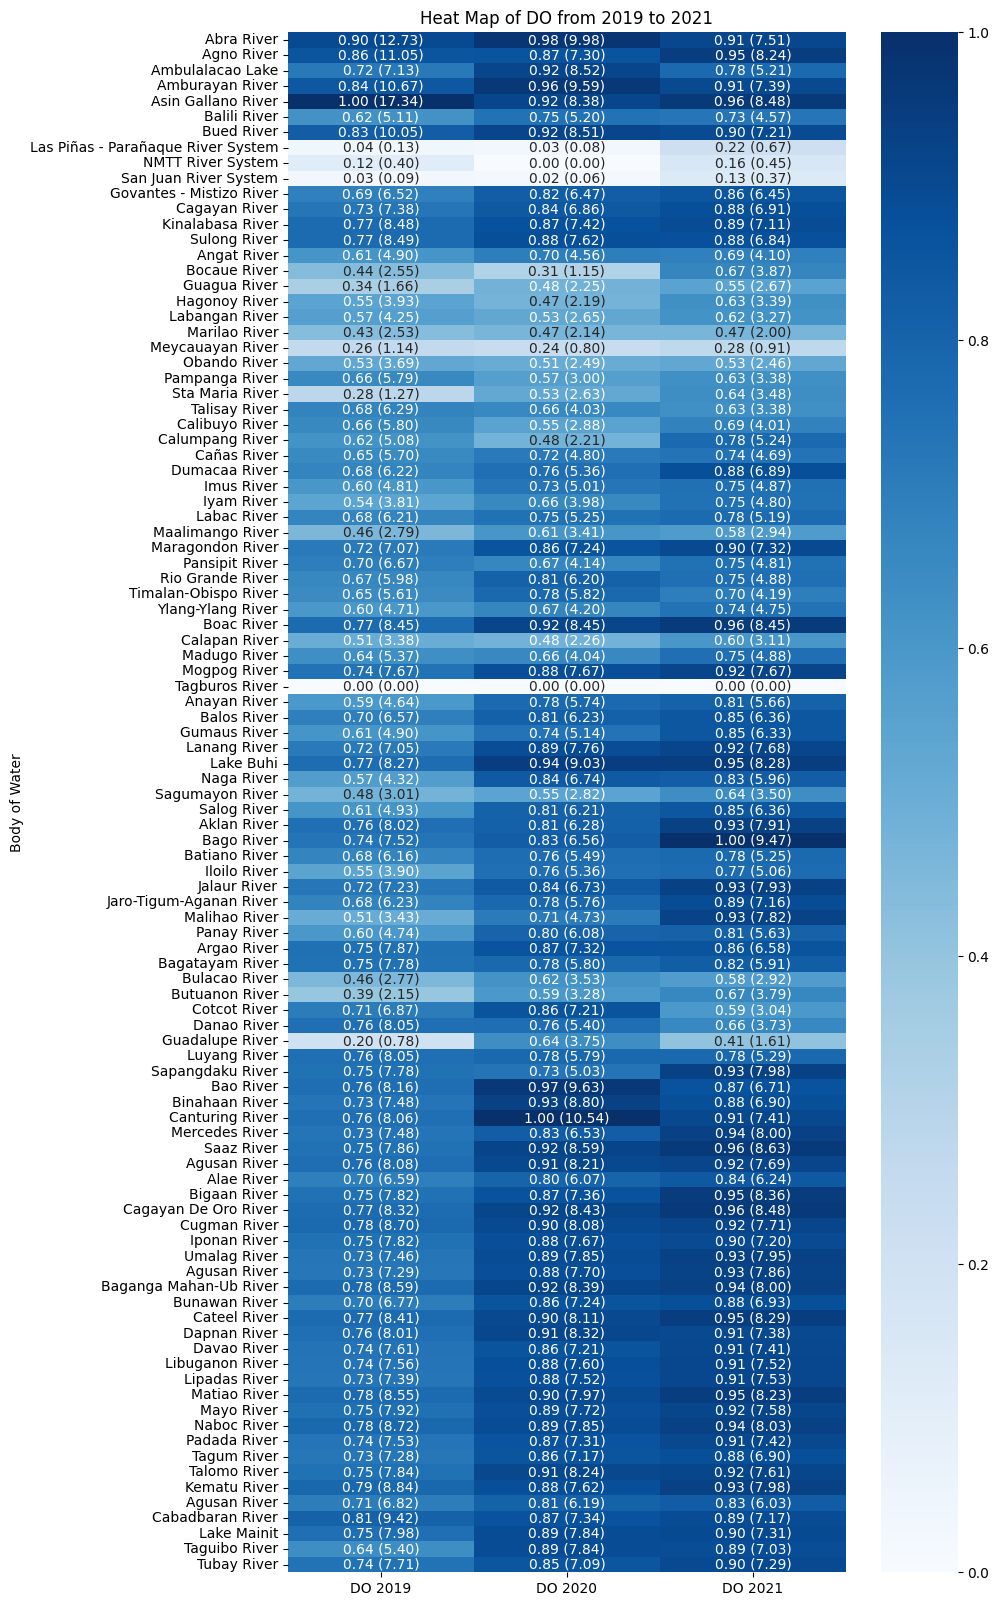 Heat Map of DO from 2019 to 2021
Body of Water
Abra River 0.90 (12.73) 0.98 (9.98) 0.91 (7.51)
Agno River 0.86 (11.05) 0.87 (7.30) 0.95 (8.24)
Ambulalacao Lake 0.72 (7.13) 0.92 (8.52) 0.78 (5.21)
Amburayan River 0.84 (10.67) 0.96 (9.59) 0.91 (7.39)
Asin Gallano River 1.00 (17.34) 0.92 (8.38) 0.96 (8.48)
Balili River 0.62 (5.11) 0.75 (5.20) 0.73 (4.57)
Bued River 0.83 (10.05) 0.92 (8.51) 0.90 (7.21)
Las Piñas - Parañaque River System 0.04 (0.13) 0.03 (0.08) 0.22 (0.67)
NMTT River System 0.12 (0.40) 0.00 (0.00) 0.16 (0.45)
San Juan River System 0.03 (0.09) 0.02 (0.06) 0.13 (0.37)
Govantes - Mistizo River 0.69 (6.52) 0.82 (6.47) 0.86 (6.45)
Cagayan River 0.73 (7.38) 0.84 (6.86) 0.88 (6.91)
Kinalabasa River 0.77 (8.48) 0.87 (7.42) 0.89 (7.11)
Sulong River 0.77 (8.49) 0.88 (7.62) 0.88 (6.84)
Angat River 0.61 (4.90) 0.70 (4.56) 0.69 (4.10)
Bocaue River 0.44 (2.55) 0.31 (1.15) 0.67 (3.87)
Guagua River 0.34 (1.66) 0.48 (2.25) 0.55 (2.67)
Hagonoy River 0.55 (3.93) 0.47 (2.19) 0.63 (3.39)
Labangan River 0.57 (4.25) 0.53 (2.65) 0.62 (3.27)
Marilao River 0.43 (2.53) 0.47 (2.14) 0.47 (2.00)
Meycauayan River 0.26 (1.14) 0.24 (0.80) 0.28 (0.91)
Obando River 0.53 (3.69) 0.51 (2.49) 0.53 (2.46)
Pampanga River 0.66 (5.79) 0.57 (3.00) 0.63 (3.38)
Sta Maria River 0.28 (1.27) 0.53 (2.63) 0.64 (3.48)
Talisay River 0.68 (6.29) 0.66 (4.03) 0.63 (3.38)
Calibuyo River 0.66 (5.80) 0.55 (2.88) 0.69 (4.01)
Calumpang River 0.62 (5.08) 0.48 (2.21) 0.78 (5.24)
Cañas River 0.65 (5.70) 0.72 (4.80) 0.74 (4.69)
Dumacaa River 0.68 (6.22) 0.76 (5.36) 0.88 (6.89)
Imus River 0.60 (4.81) 0.73 (5.01) 0.75 (4.87)
Iyam River 0.54 (3.81) 0.66 (3.98) 0.75 (4.80)
Labac River 0.68 (6.21) 0.75 (5.25) 0.78 (5.19)
Maalimango River 0.46 (2.79) 0.61 (3.41) 0.58 (2.94)
Maragondon River 0.72 (7.07) 0.86 (7.24) 0.90 (7.32)
Pansipit River 0.70 (6.67) 0.67 (4.14) 0.75 (4.81)
Rio Grande River 0.67 (5.98) 0.81 (6.20) 0.75 (4.88)
Timalan-Obispo River 0.65 (5.61) 0.78 (5.82) 0.70 (4.19)
Ylang-Ylang River 0.60 (4.71) 0.67 (4.20) 0.74 (4.75)
Boac River 0.77 (8.45) 0.92 (8.45) 0.96 (8.45)
Calapan River 0.51 (3.38) 0.48 (2.26) 0.60 (3.11)
Madugo River 0.64 (5.37) 0.66 (4.04) 0.75 (4.88)
Mogpog River 0.74 (7.67) 0.88 (7.67) 0.92 (7.67)
Tagburos River 0.00 (0.00) 0.00 (0.00) 0.00 (0.00)
Anayan River 0.59 (4.64) 0.78 (5.74) 0.81 (5.66)
Balos River 0.70 (6.57) 0.81 (6.23) 0.85 (6.36)
Gumaus River 0.61 (4.90) 0.74 (5.14) 0.85 (6.33)
Lanang River 0.72 (7.05) 0.89 (7.76) 0.92 (7.68)
Lake Buhi 0.77 (8.27) 0.94 (9.03) 0.95 (8.28)
Naga River 0.57 (4.32) 0.84 (6.74) 0.83 (5.96)
Sagumayon River 0.48 (3.01) 0.55 (2.82) 0.64 (3.50)
Salog River 0.61 (4.93) 0.81 (6.21) 0.85 (6.36)
Aklan River 0.76 (8.02) 0.81 (6.28) 0.93 (7.91)
Bago River 0.74 (7.52) 0.83 (6.56) 1.00 (9.47)
Batiano River 0.68 (6.16) 0.76 (5.49) 0.78 (5.25)
Iloilo River 0.55 (3.90) 0.76 (5.36) 0.77 (5.06)
Jalaur River 0.72 (7.23) 0.84 (6.73) 0.93 (7.93)
Jaro-Tigum-Aganan River 0.68 (6.23) 0.78 (5.76) 0.89 (7.16)
Malihao River 0.51 (3.43) 0.71 (4.73) 0.93 (7.82)
Panay River 0.60 (4.74) 0.80 (6.08) 0.81 (5.63)
Argao River 0.75 (7.87) 0.87 (7.32) 0.86 (6.58)
Bagatayam River 0.75 (7.78) 0.78 (5.80) 0.82 (5.91)
Bulacao River 0.46 (2.77) 0.62 (3.53) 0.58 (2.92)
Butuanon River 0.39 (2.15) 0.59 (3.28) 0.67 (3.79)
Cotcot River 0.71 (6.87) 0.86 (7.21) 0.59 (3.04)
Danao River 0.76 (8.05) 0.76 (5.40) 0.66 (3.73)
Guadalupe River 0.20 (0.78) 0.64 (3.75) 0.41 (1.61)
Luyang River 0.76 (8.05) 0.78 (5.79) 0.78 (5.29)
Sapangdaku River 0.75 (7.78) 0.73 (5.03) 0.93 (7.98)
Bao River 0.76 (8.16) 0.97 (9.63) 0.87 (6.71)
Binahaan River 0.73 (7.48) 0.93 (8.80) 0.88 (6.90)
Canturing River 0.76 (8.06) 1.00 (10.54) 0.91 (7.41)
Mercedes River 0.73 (7.48) 0.83 (6.53) 0.94 (8.00)
Saaz River 0.75 (7.86) 0.92 (8.59) 0.96 (8.63)
Agusan River 0.76 (8.08) 0.91 (8.21) 0.92 (7.69)
Alae River 0.70 (6.59) 0.80 (6.07) 0.84 (6.24)
Bigaan River 0.75 (7.82) 0.87 (7.36) 0.95 (8.36)
Cagayan De Oro River 0.77 (8.32) 0.92 (8.43) 0.96 (8.48)
Cugman River 0.78 (8.70) 0.90 (8.08) 0.92 (7.71)
Iponan River 0.75 (7.82) 0.88 (7.67) 0.90 (7.20)
Umalag River 0.73 (7.46) 0.89 (7.85) 0.93 (7.95)
Agusan River 0.73 (7.29) 0.88 (7.70) 0.93 (7.86)
Baganga Mahan-Ub River 0.78 (8.59) 0.92 (8.39) 0.94 (8.00)
Bunawan River 0.70 (6.77) 0.86 (7.24) 0.88 (6.93)
Cateel River 0.77 (8.41) 0.90 (8.11) 0.95 (8.29)
Dapnan River 0.76 (8.01) 0.91 (8.32) 0.91 (7.38)
Davao River 0.74 (7.61) 0.86 (7.21) 0.91 (7.41)
Libuganon River 0.74 (7.56) 0.88 (7.60) 0.91 (7.52)
Lipadas River 0.73 (7.39) 0.88 (7.52) 0.91 (7.53)
Matiao River 0.78 (8.55) 0.90 (7.97) 0.95 (8.23)
Mayo River 0.75 (7.92) 0.89 (7.72) 0.92 (7.58)
Naboc River 0.78 (8.72) 0.89 (7.85) 0.94 (8.03)
Padada River 0.74 (7.53) 0.87 (7.31) 0.91 (7.42)
Tagum River 0.73 (7.28) 0.86 (7.17) 0.88 (6.90)
Talomo River 0.75 (7.84) 0.91 (8.24) 0.92 (7.61)
Kematu River 0.79 (8.84) 0.88 (7.62) 0.93 (7.98)
Agusan River 0.71 (6.82) 0.81 (6.19) 0.83 (6.03)
Cabadbaran River 0.81 (9.42) 0.87 (7.34) 0.89 (7.17)
Lake Mainit 0.75 (7.98) 0.89 (7.84) 0.90 (7.31)
Taguibo River 0.64 (5.40) 0.89 (7.84) 0.89 (7.03)
Tubay River 0.74 (7.71) 0.85 (7.09) 0.90 (7.29)
DO 2019 DO 2020 DO 2021
1.0
0.8
0.6
0.4
0.2
0.0